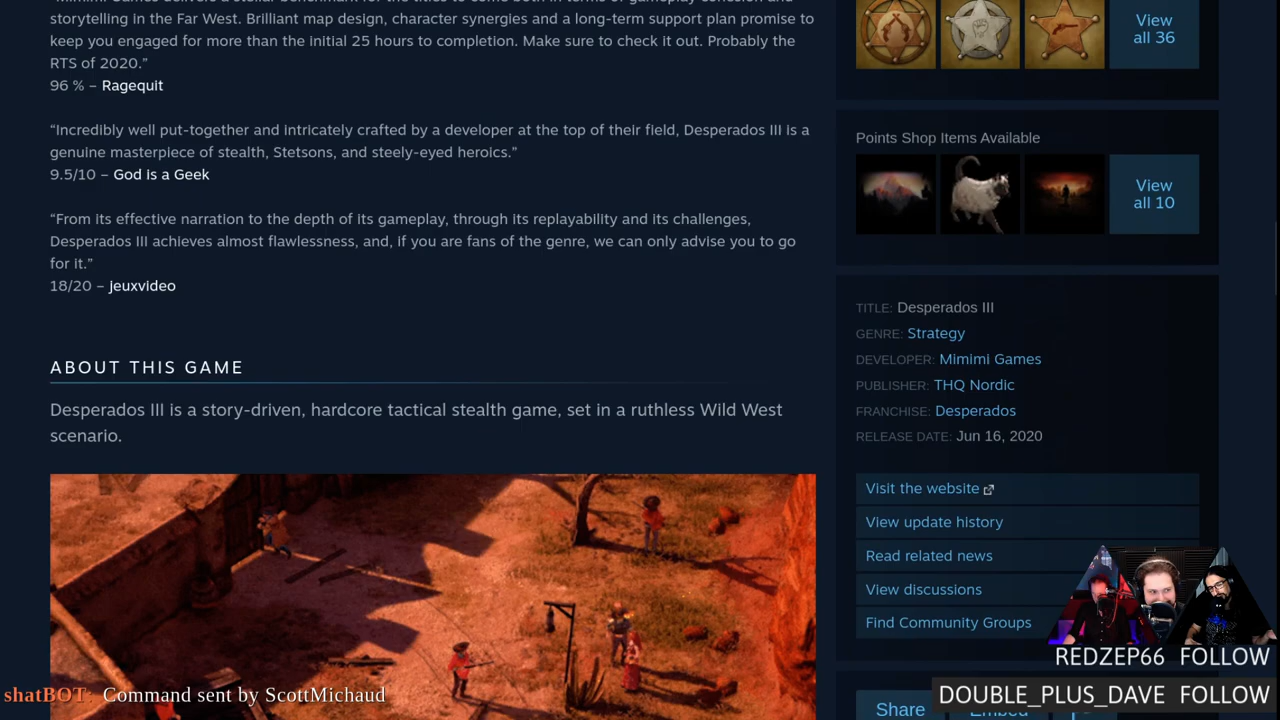 storytelling in the Far West. Brilliant map design, character synergies and a long-term support plan promise to
keep you engaged for more than the initial 25 hours to completion. Make sure to check it out. Probably the
RTS of 2020.”
96 % – Ragequit
“Incredibly well put-together and intricately crafted by a developer at the top of their field, Desperados III is a
genuine masterpiece of stealth, Stetsons, and steely-eyed heroics.”
9.5/10 – God is a Geek
“From its effective narration to the depth of its gameplay, through its replayability and its challenges,
Desperados III achieves almost flawlessness, and, if you are fans of the genre, we can only advise you to go
for it.”
18/20 – jeuxvideo
ABOUT THIS GAME
Desperados III is a story-driven, hardcore tactical stealth game, set in a ruthless Wild West
scenario.
View
all 36
Points Shop Items Available
View
all 10
TITLE: Desperados III
GENRE: Strategy
DEVELOPER: Mimimi Games
PUBLISHER: THQ Nordic
FRANCHISE: Desperados
RELEASE DATE: Jun 16, 2020
Visit the website
View update history
Read related news
View discussions
Find Community Groups
Share
Embed
REDZEP66 FOLLOW
DOUBLE_PLUS_DAVE FOLLOW
shatBOT: Command sent by ScottMichaud